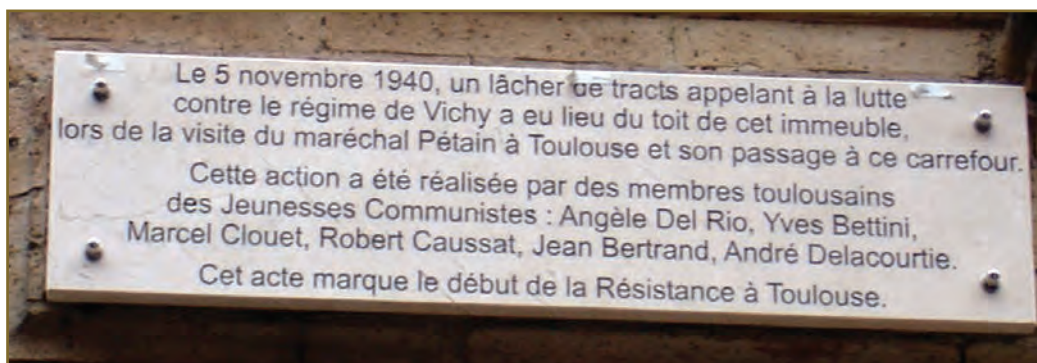 Le 5 novembre 1940, un lâcher de tracts appelant à la lutte
contre le régime de Vichy a eu lieu du toit de cet immeuble,
lors de la visite du maréchal Pétain à Toulouse et son passage à ce carrefour.
Cette action a été réalisée par des membres toulousains
des Jeunesses Communistes : Angèle Del Rio, Yves Bettini,
Marcel Clouet, Robert Caussat, Jean Bertrand, André Delacourtie.
Cet acte marque le début de la Résistance à Toulouse.